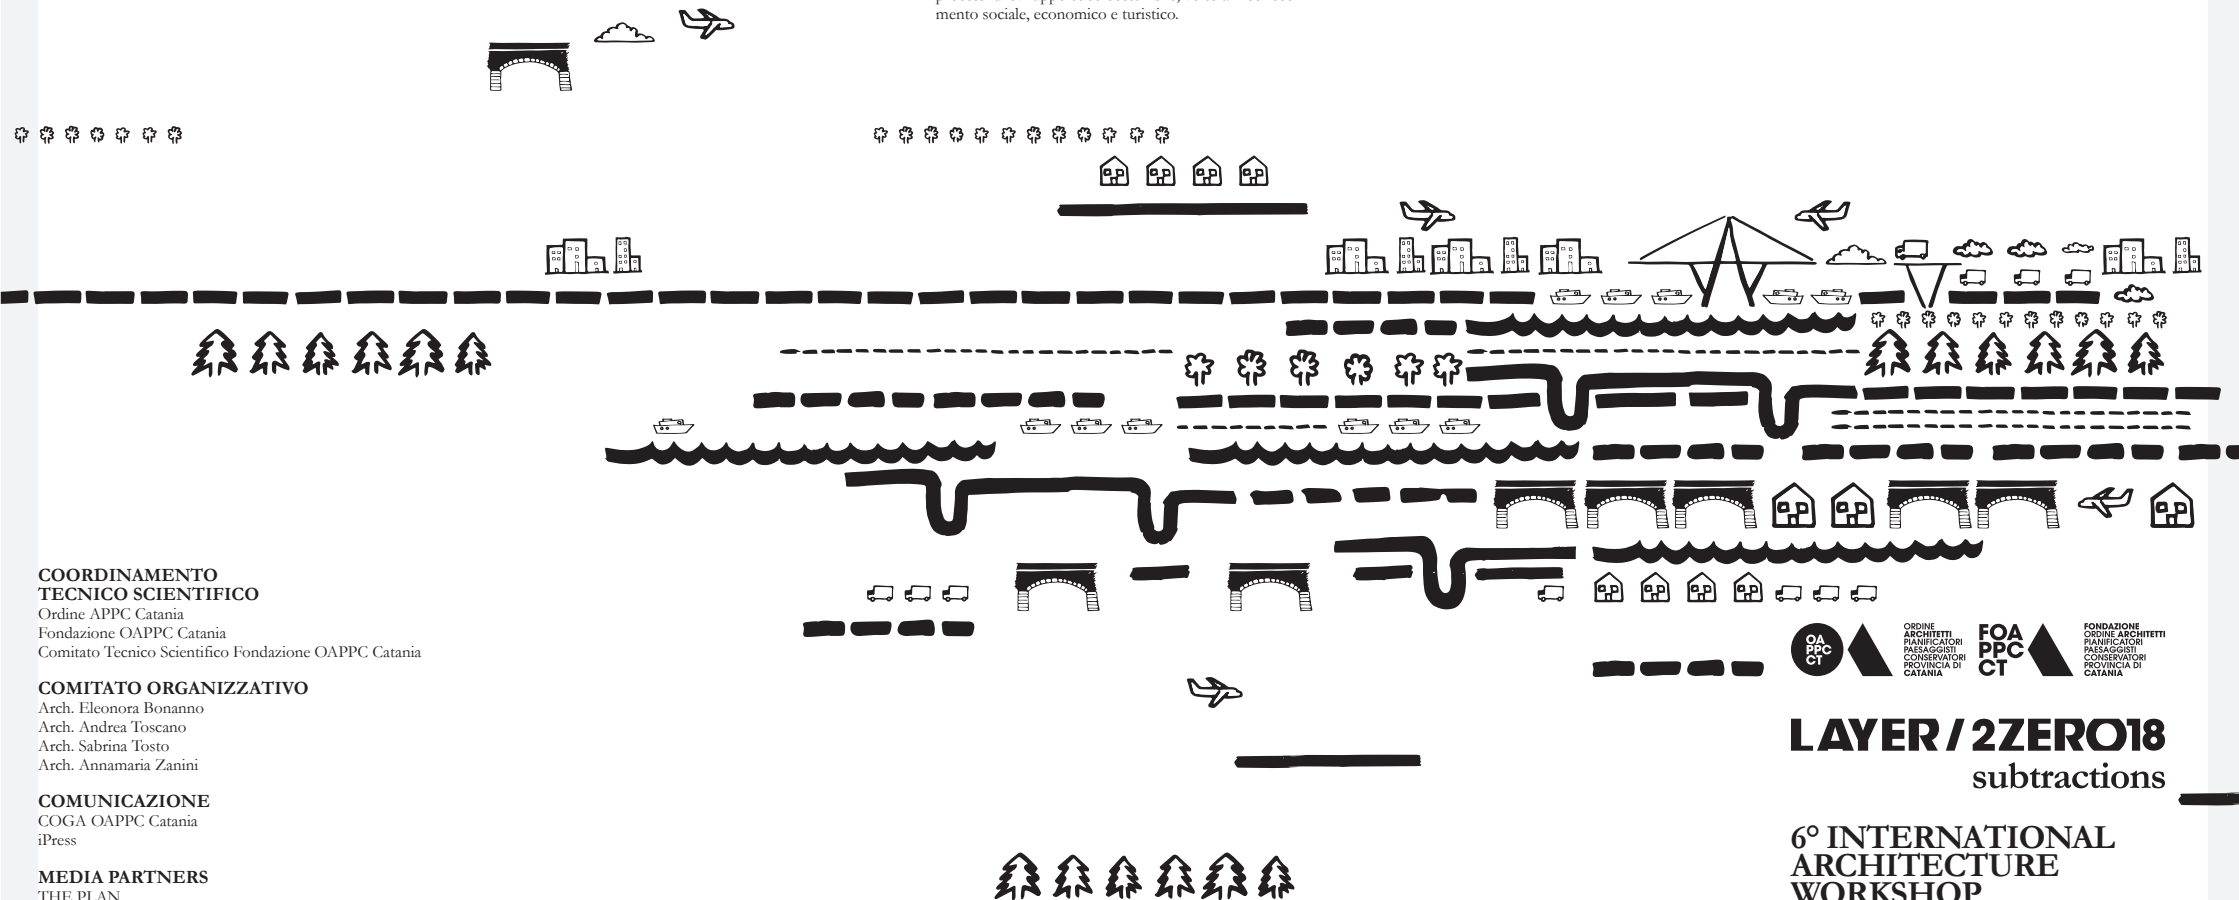 mento sociale, economico e turistico.
COORDINAMENTO
TECNICO SCIENTIFICO
Ordine APPC Catania
Fondazione OAPPC Catania
Comitato Tecnico Scientifico Fondazione OAPPC Catania
COMITATO ORGANIZZATIVO
Arch. Eleonora Bonanno
Arch. Andrea Toscano
Arch. Sabrina Tosto
Arch. Annamaria Zanini
COMUNICAZIONE
COGA OAPPC Catania
iPress
MEDIA PARTNERS
THE PLAN
OA
PPC
CT
ORDINE
ARCHITETTI
PIANIFICATORI
PAESAGGISTI
CONSERVATORI
PROVINCIA DI
CATANIA
FOA
PPC
CT
FONDAZIONE
ORDINE ARCHITETTI
PIANIFICATORI
PAESAGGISTI
CONSERVATORI
PROVINCIA DI
CATANIA
LAYER / 2ZERO18
subtractions
6° INTERNATIONAL
ARCHITECTURE
WORKSHOP